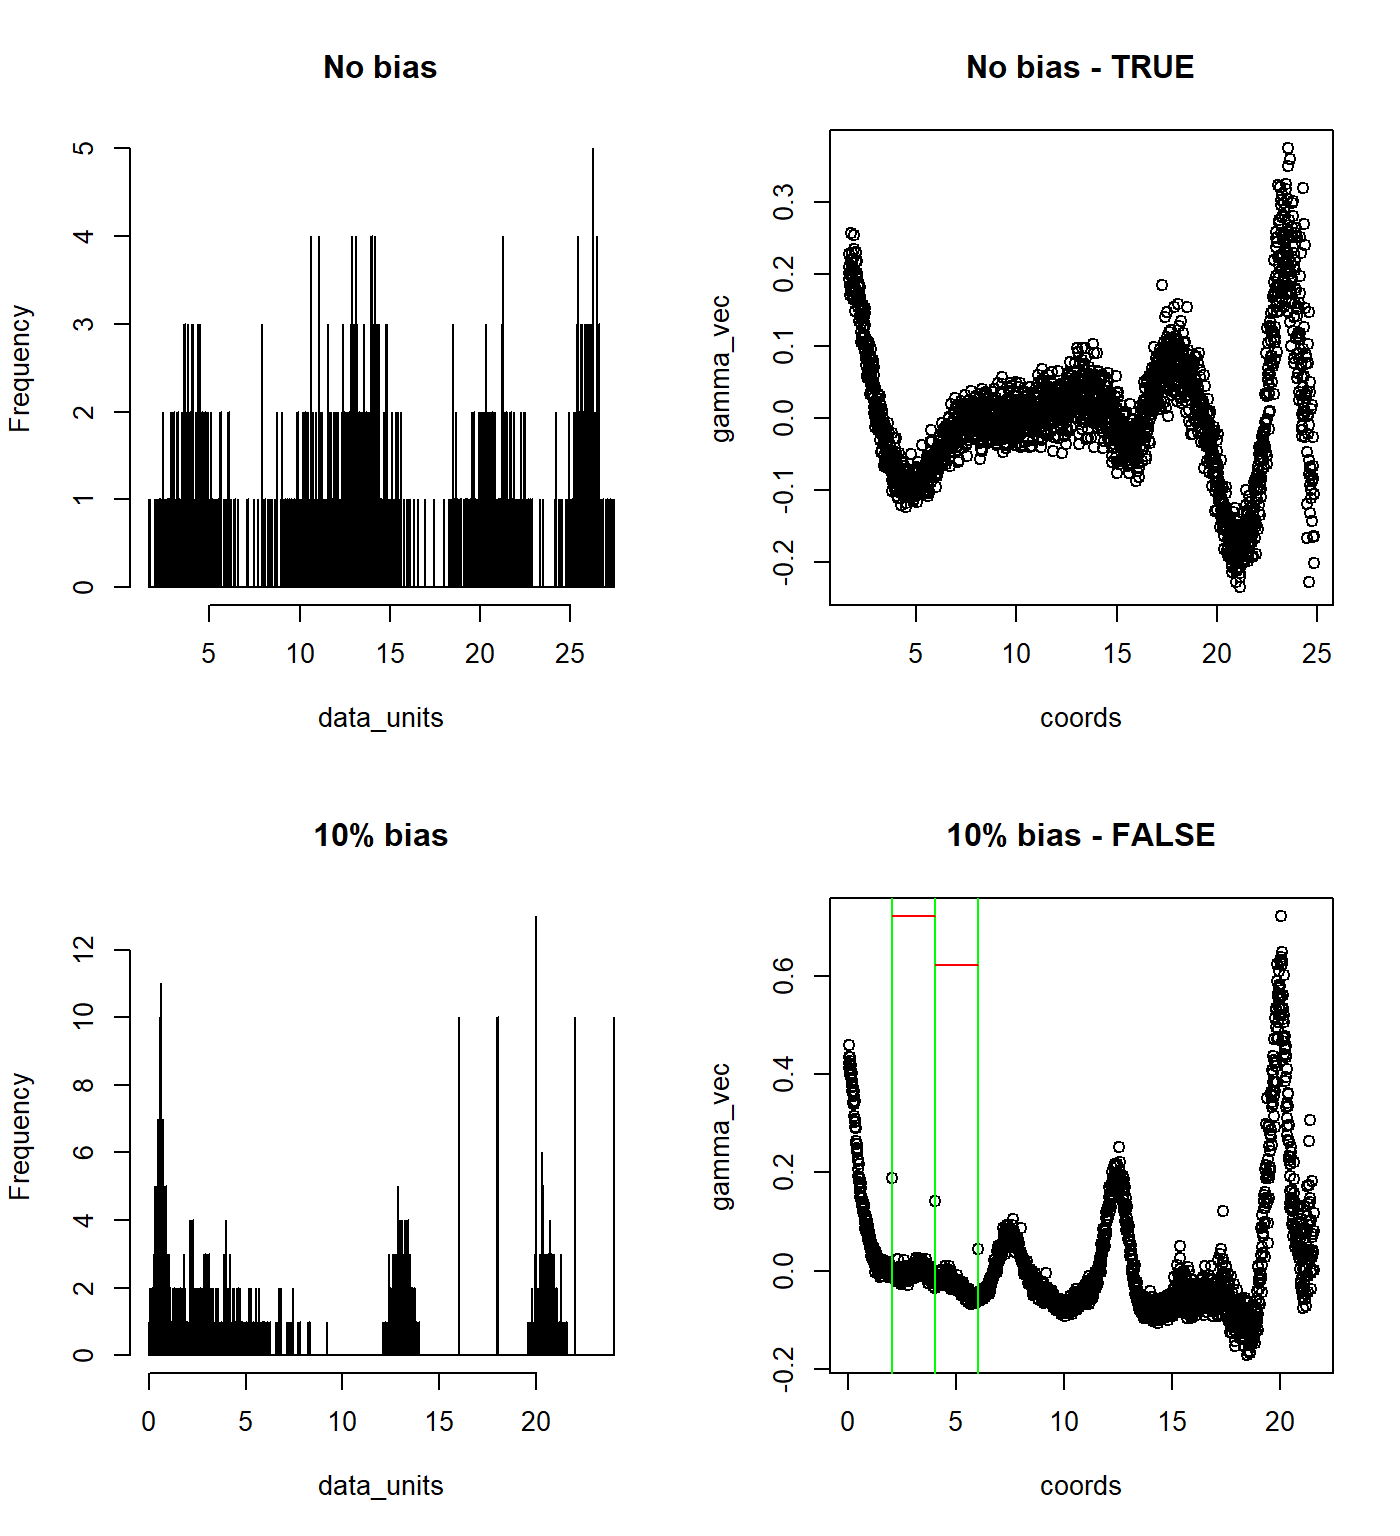 No bias
Frequency
0 1 2 3 4 5
5 10 15 20 25
data_units
No bias - TRUE
gamma_vec
-0.2 -0.1 0.0 0.1 0.2 0.3
5 10 15 20 25
coords
10% bias
Frequency
0 2 4 6 8 10 12
0 5 10 15 20
data_units
10% bias - FALSE
gamma_vec
-0.2 0.0 0.2 0.4 0.6
0 5 10 15 20
coords